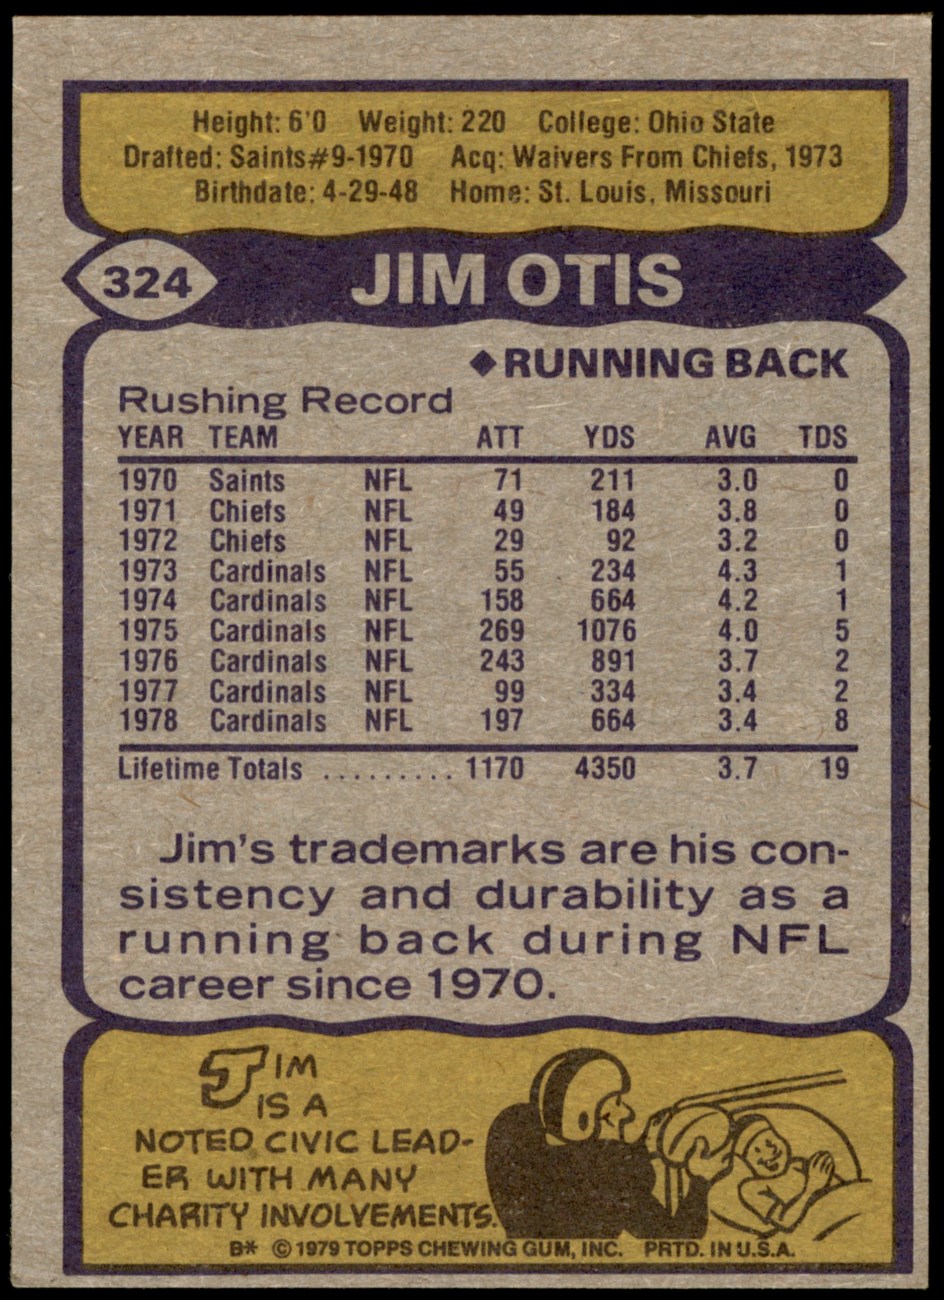 Height: 6'0 Weight: 220 College: Ohio State
Drafted: Saints#9-1970 Acq: Waivers From Chiefs, 1973
Birthdate: 4-29-48 Home: St. Louis, Missouri
324 JIM OTIS
◆RUNNING BACK
Rushing Record
YEAR TEAM ATT YDS AVG TDS
1970 Saints NFL 71 211 3.0 0
1971 Chiefs NFL 49 184 3.8 0
1972 Chiefs NFL 29 92 3.2 0
1973 Cardinals NFL 55 234 4.3 1
1974 Cardinals NFL 158 664 4.2 1
1975 Cardinals NFL 269 1076 4.0 5
1976 Cardinals NFL 243 891 3.7 2
1977 Cardinals NFL 99 334 3.4 2
1978 Cardinals NFL 197 664 3.4 8
Lifetime Totals ......... 1170 4350 3.7 19
Jim's trademarks are his con-
sistency and durability as a
running back during NFL
career since 1970.
JIM
IS A
NOTED CIVIC LEAD-
ER WITH MANY
CHARITY INVOLVEMENTS.
B* © 1979 TOPPS CHEWING GUM, INC. PRTD. IN U.S.A.